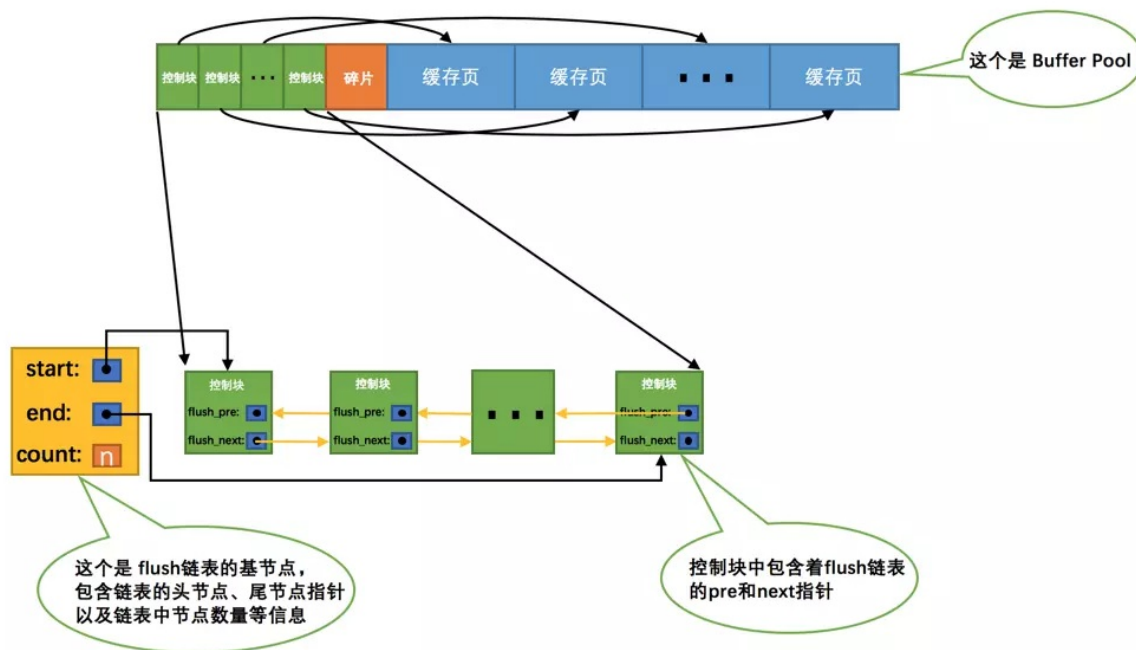 控制块 控制块 ··· 控制块 碎片 缓存页 缓存页 ··· 缓存页
这个是 Buffer Pool
start:
end:
count: n
控制块
flush_pre:
flush_next:
控制块
flush_pre:
flush_next:
···
控制块
flush_pre:
flush_next:
这个是 flush链表的基节点，
包含链表的头节点、尾节点指针
以及链表中节点数量等信息
控制块中包含着flush链表
的pre和next指针